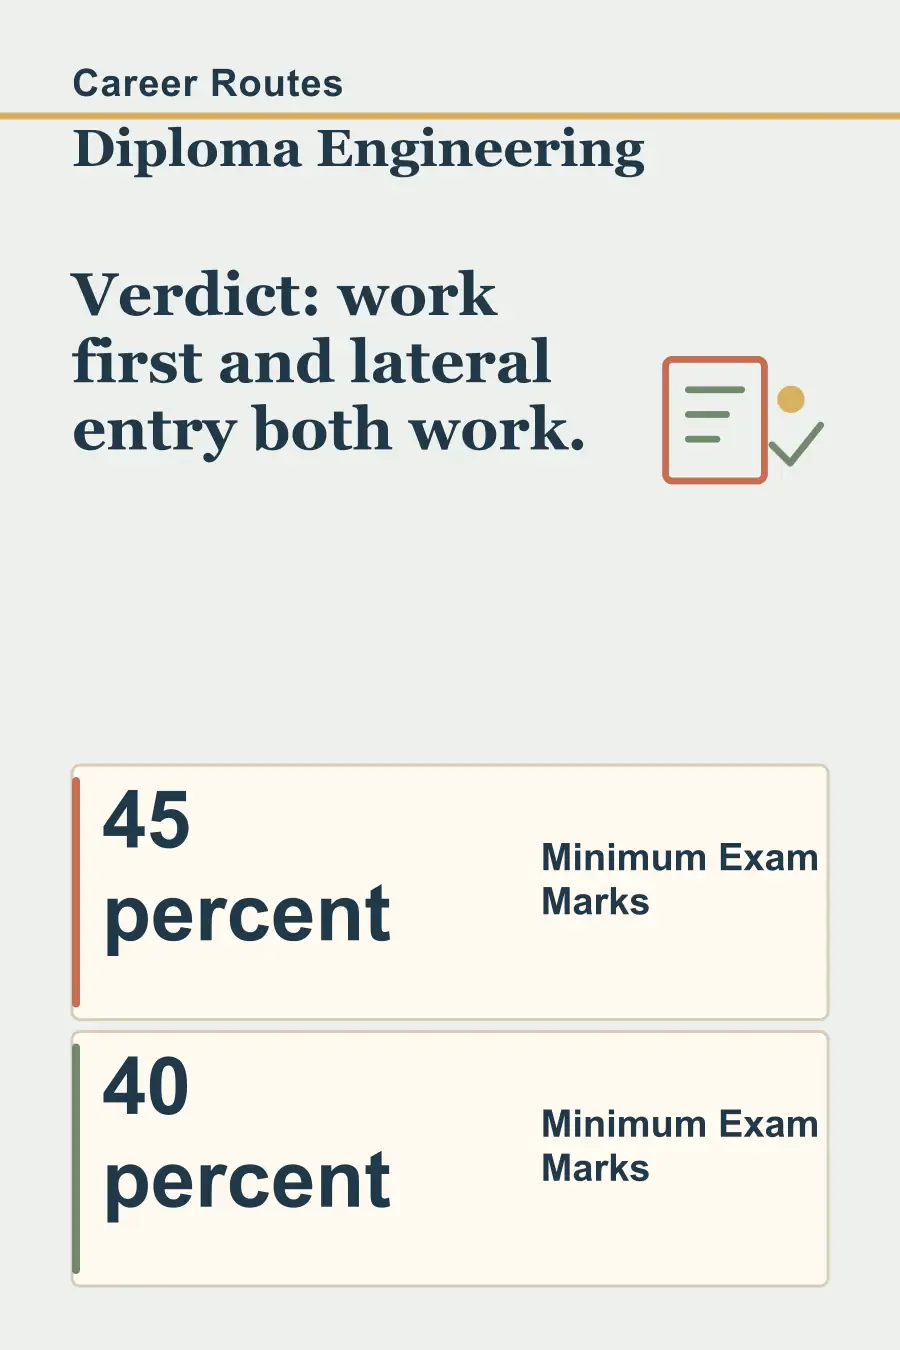 Career Routes
Diploma Engineering
Verdict: work
first and lateral
entry both work.
45
percent
Minimum Exam
Marks
40
percent
Minimum Exam
Marks